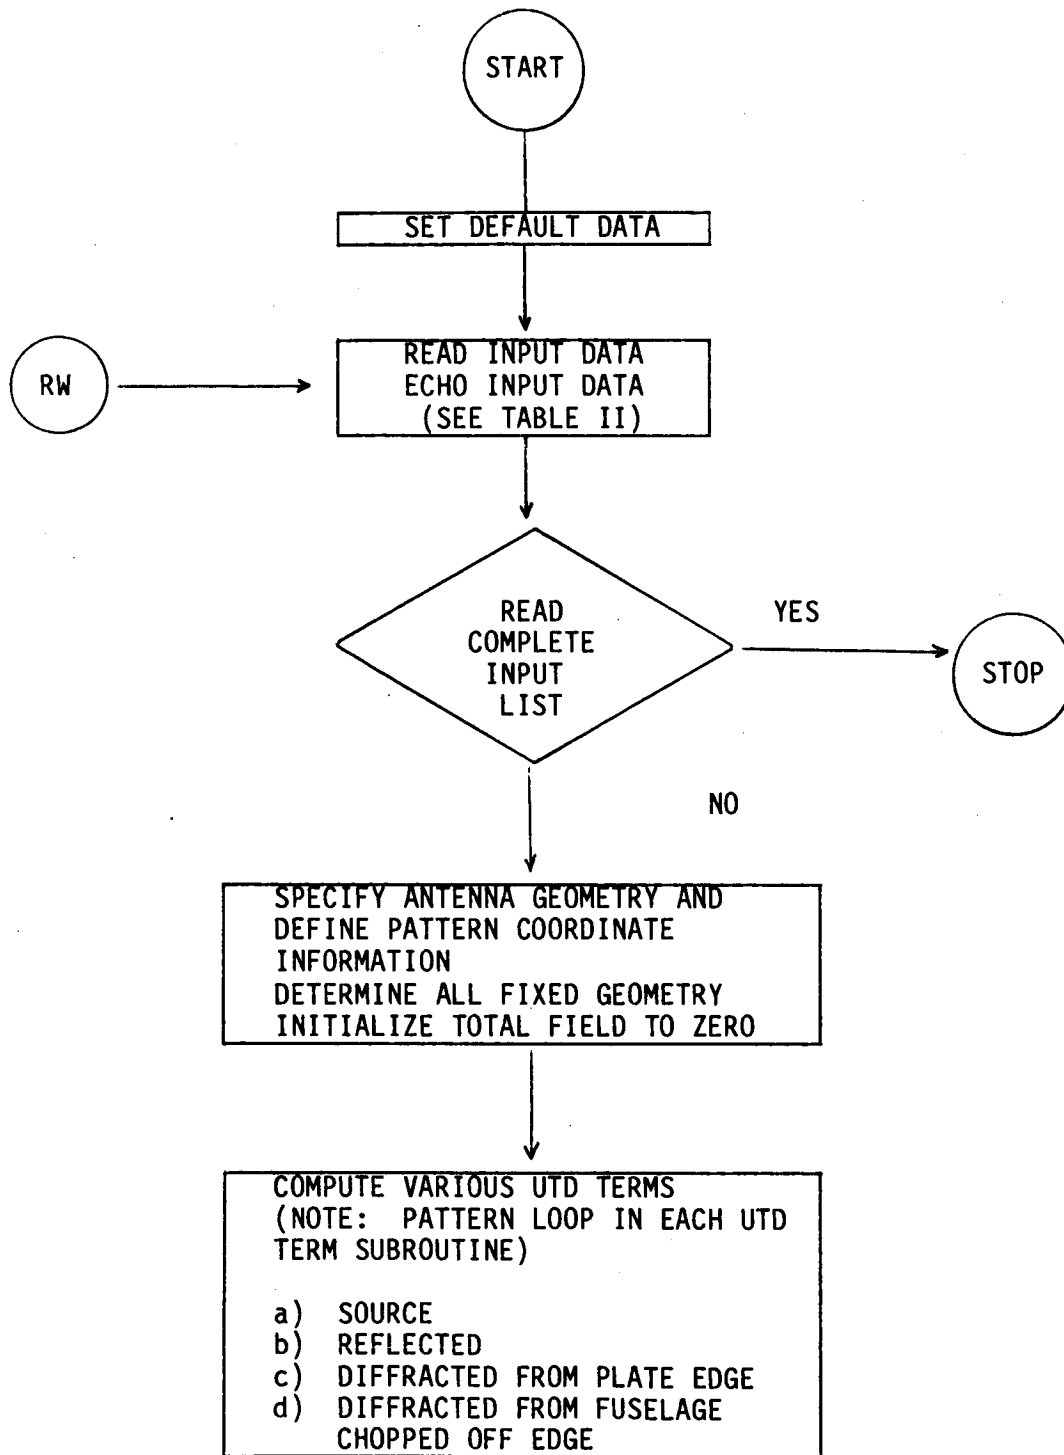 START
SET DEFAULT DATA
RW
READ INPUT DATA
ECHO INPUT DATA
(SEE TABLE II)
READ
COMPLETE
INPUT
LIST
YES
STOP
NO
SPECIFY ANTENNA GEOMETRY AND
DEFINE PATTERN COORDINATE
INFORMATION
DETERMINE ALL FIXED GEOMETRY
INITIALIZE TOTAL FIELD TO ZERO
COMPUTE VARIOUS UTD TERMS
(NOTE: PATTERN LOOP IN EACH UTD
TERM SUBROUTINE)
a) SOURCE
b) REFLECTED
c) DIFFRACTED FROM PLATE EDGE
d) DIFFRACTED FROM FUSELAGE
CHOPPED OFF EDGE